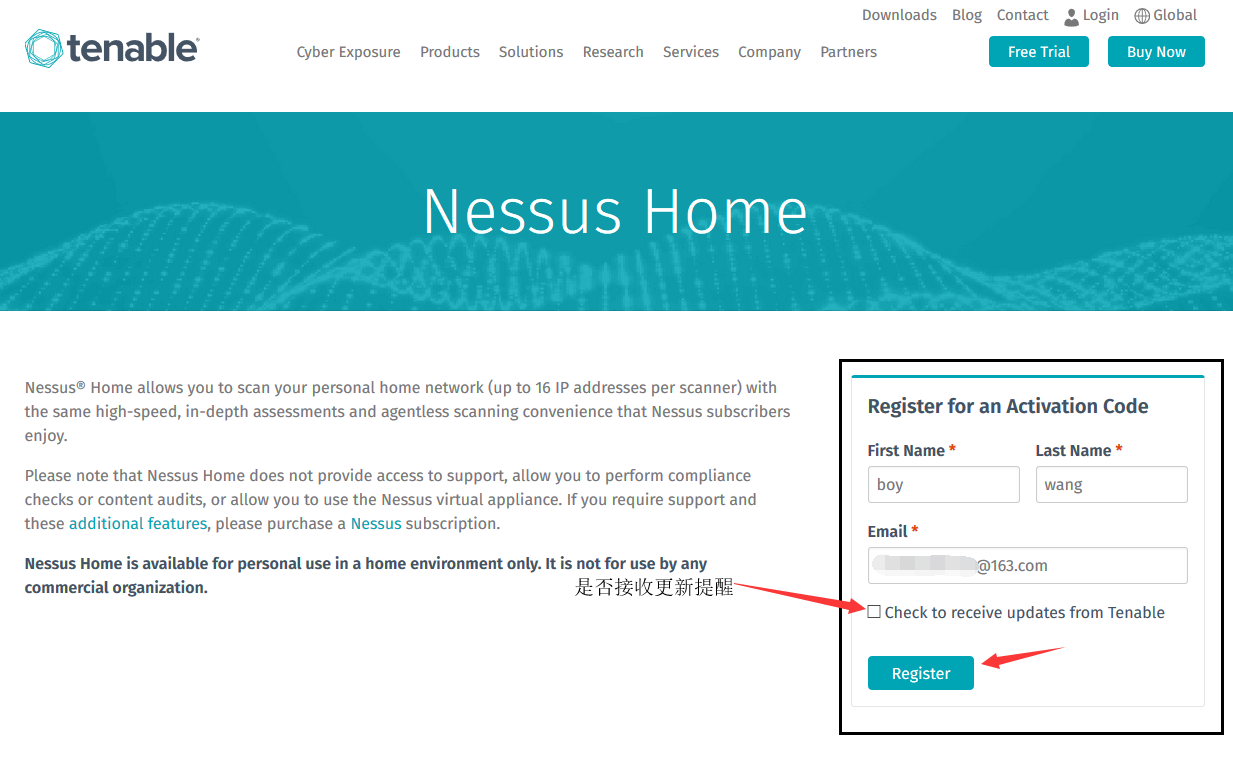 Downloads Blog Contact Login Global
tenable®
Cyber Exposure Products Solutions Research Services Company Partners Free Trial Buy Now
Nessus Home
Nessus® Home allows you to scan your personal home network (up to 16 IP addresses per scanner) with
the same high-speed, in-depth assessments and agentless scanning convenience that Nessus subscribers
enjoy.
Please note that Nessus Home does not provide access to support, allow you to perform compliance
checks or content audits, or allow you to use the Nessus virtual appliance. If you require support and
these additional features, please purchase a Nessus subscription.
Nessus Home is available for personal use in a home environment only. It is not for use by any
commercial organization.
是否接收更新提醒
Register for an Activation Code
First Name * Last Name *
boy wang
Email *
@163.com
Check to receive updates from Tenable
Register